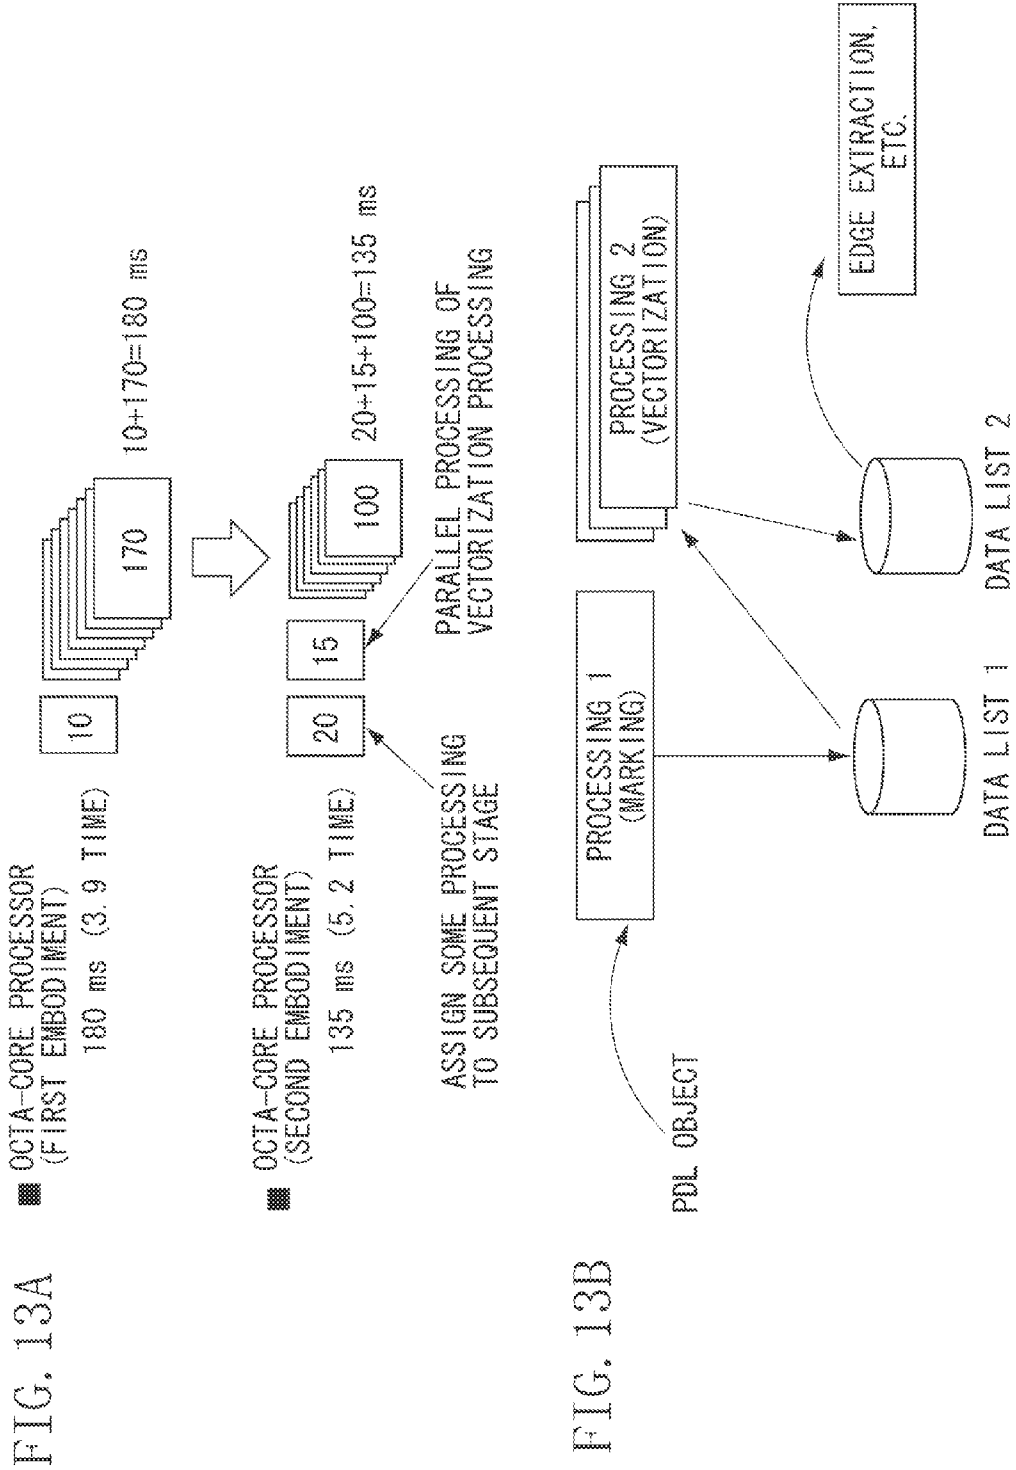 FIG. 13A
■ OCTA-CORE PROCESSOR
(FIRST EMBODIMENT)
180 ms (3.9 TIME)
10
170
10+170=180 ms
■ OCTA-CORE PROCESSOR
(SECOND EMBODIMENT)
135 ms (5.2 TIME)
20
15
100
20+15+100=135 ms
ASSIGN SOME PROCESSING
TO SUBSEQUENT STAGE
PARALLEL PROCESSING OF
VECTORIZATION PROCESSING
FIG. 13B
PDL OBJECT
PROCESSING 1
(MARKING)
PROCESSING 2
(VECTORIZATION)
EDGE EXTRACTION,
ETC.
DATA LIST 1
DATA LIST 2